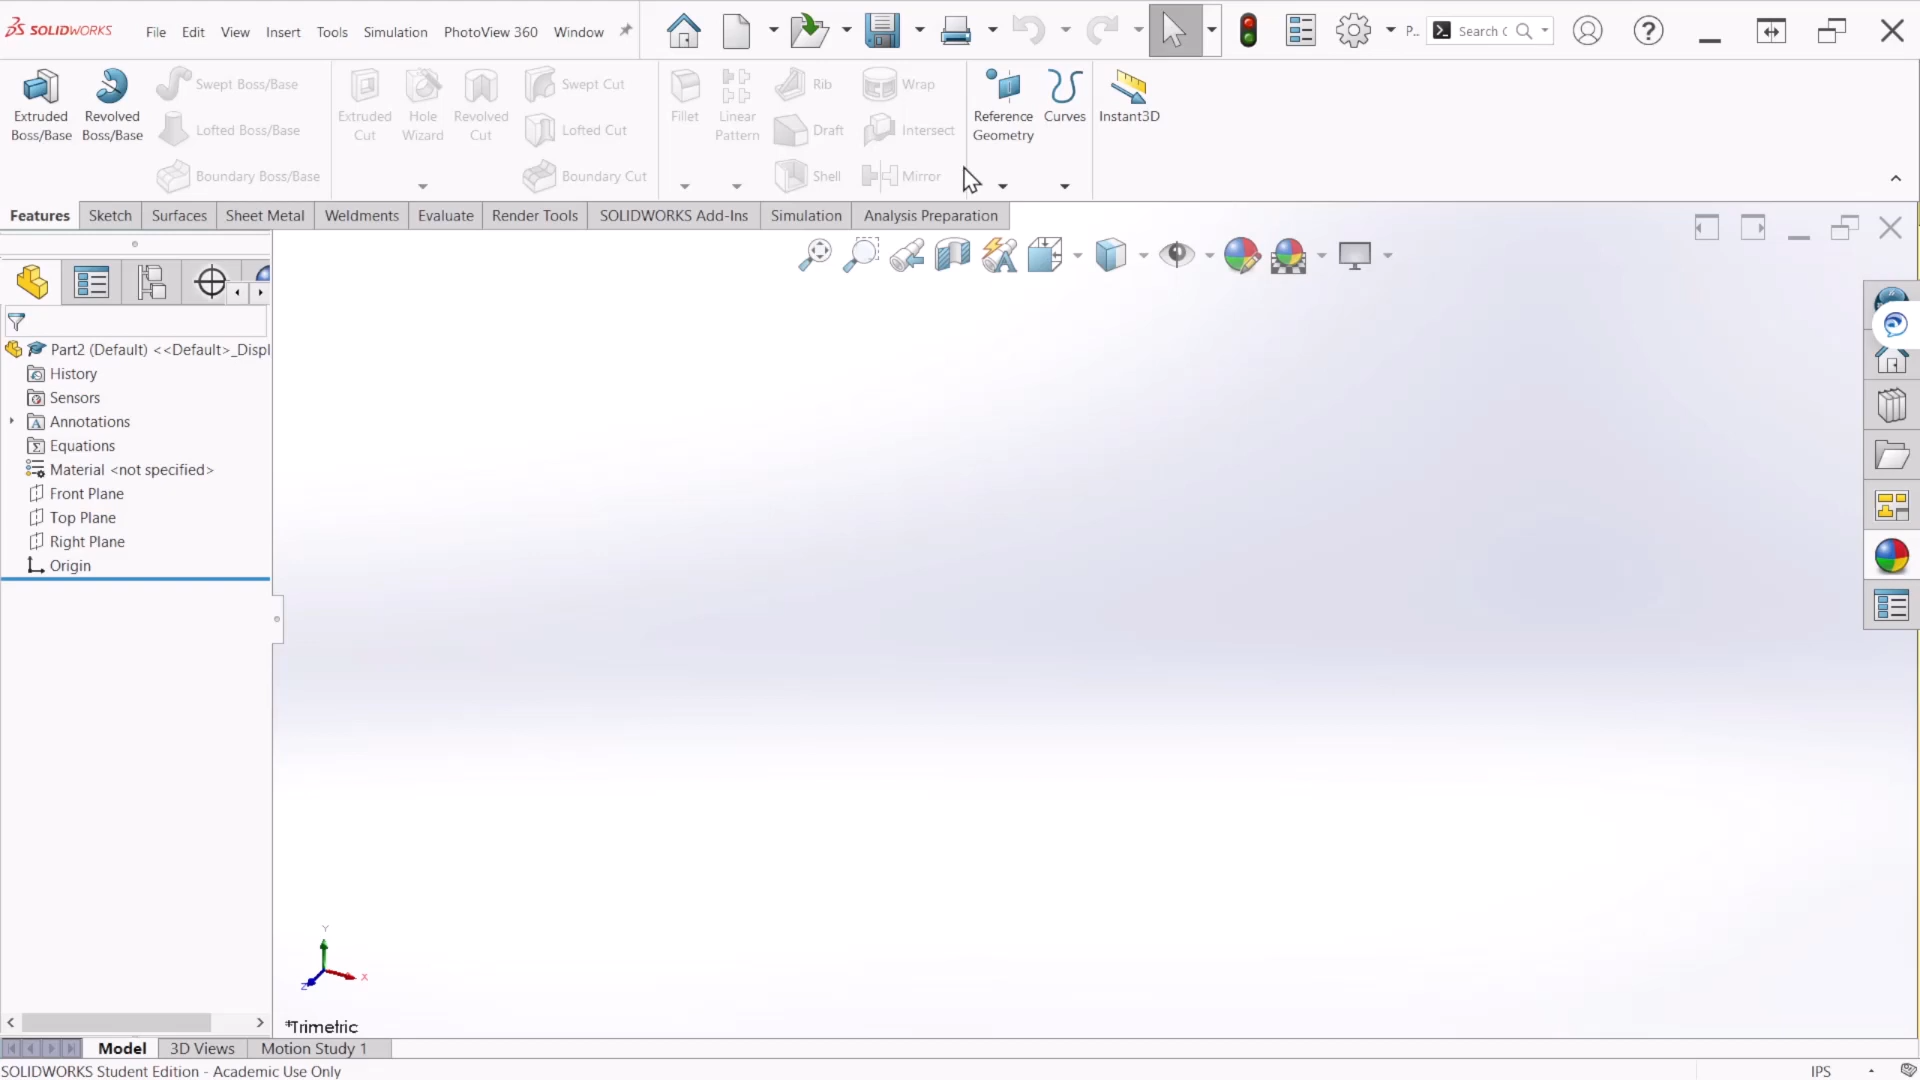 SOLIDWORKS File Edit View Insert Tools Simulation PhotoView 360 Window P... Search C
Extruded Boss/Base
Revolved Boss/Base
Swept Boss/Base
Lofted Boss/Base
Boundary Boss/Base
Extruded Cut
Hole Wizard
Revolved Cut
Swept Cut
Lofted Cut
Boundary Cut
Fillet
Linear Pattern
Rib
Draft
Shell
Wrap
Intersect
Mirror
Reference Geometry
Curves
Instant3D
Features Sketch Surfaces Sheet Metal Weldments Evaluate Render Tools SOLIDWORKS Add-Ins Simulation Analysis Preparation
Part2 (Default) <<Default>_Displ
History
Sensors
Annotations
Equations
Material <not specified>
Front Plane
Top Plane
Right Plane
Origin
Y
X
Z
*Trimetric
Model 3D Views Motion Study 1
SOLIDWORKS Student Edition - Academic Use Only IPS